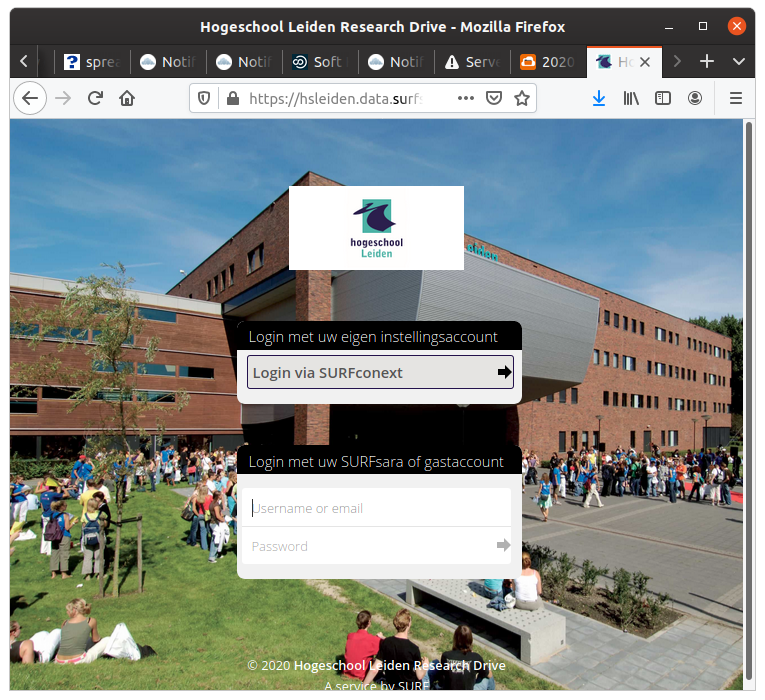 Hogeschool Leiden Research Drive - Mozilla Firefox
sprea
Notif
Notif
Soft
Notif
Serve
2020
Ho
https://hsleiden.data.surfs
hogeschool
Leiden
Login met uw eigen instellingsaccount
Login via SURFconext
Login met uw SURFsara of gastaccount
Username or email
Password
© 2020 Hogeschool Leiden Research Drive
A service by SURF